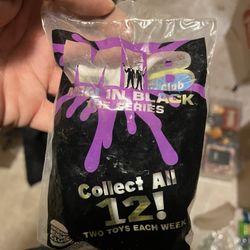 MIB
Club
MEN IN BLACK
THE SERIES
Collect All
12!
TWO TOYS EACH WEEK